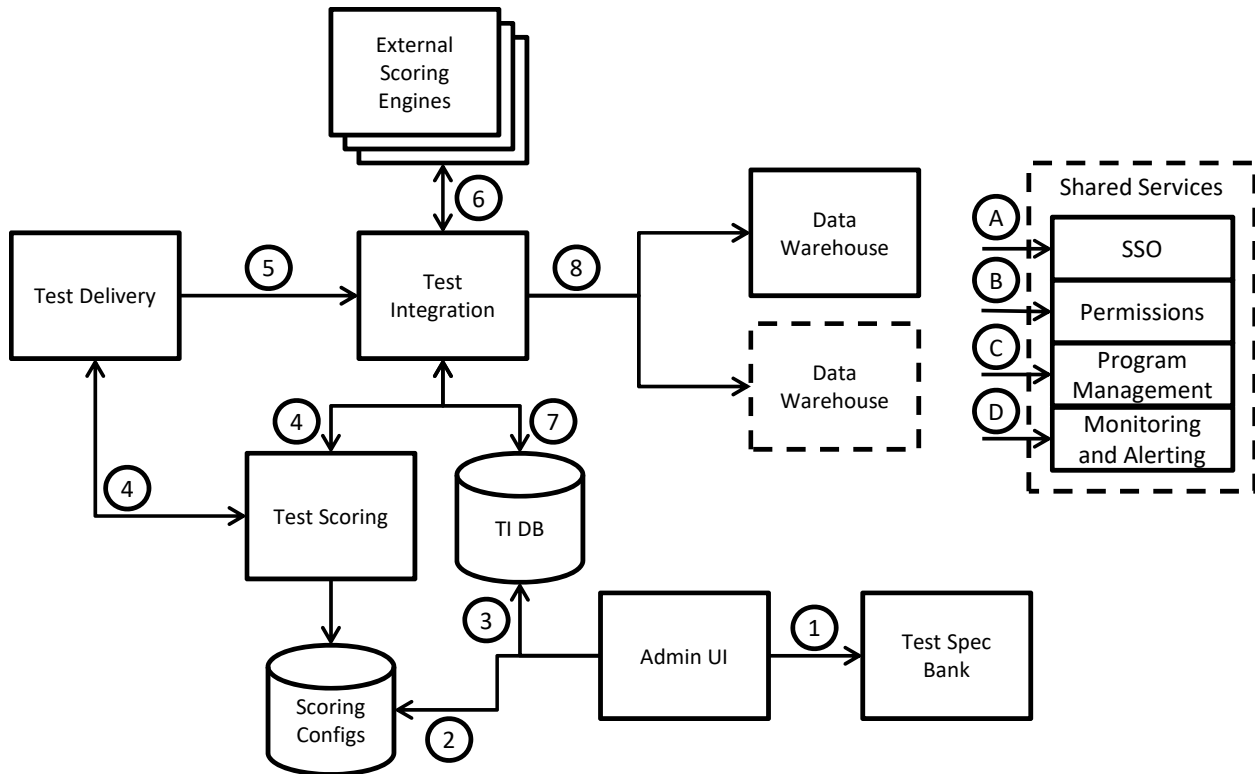 External
Scoring
Engines
6
Test Delivery
5
Test
Integration
8
Data
Warehouse
Data
Warehouse
Shared Services
A
SSO
B
Permissions
C
Program
Management
D
Monitoring
and Alerting
4
7
4
Test Scoring
TI DB
3
Admin UI
1
Test Spec
Bank
Scoring
Configs
2